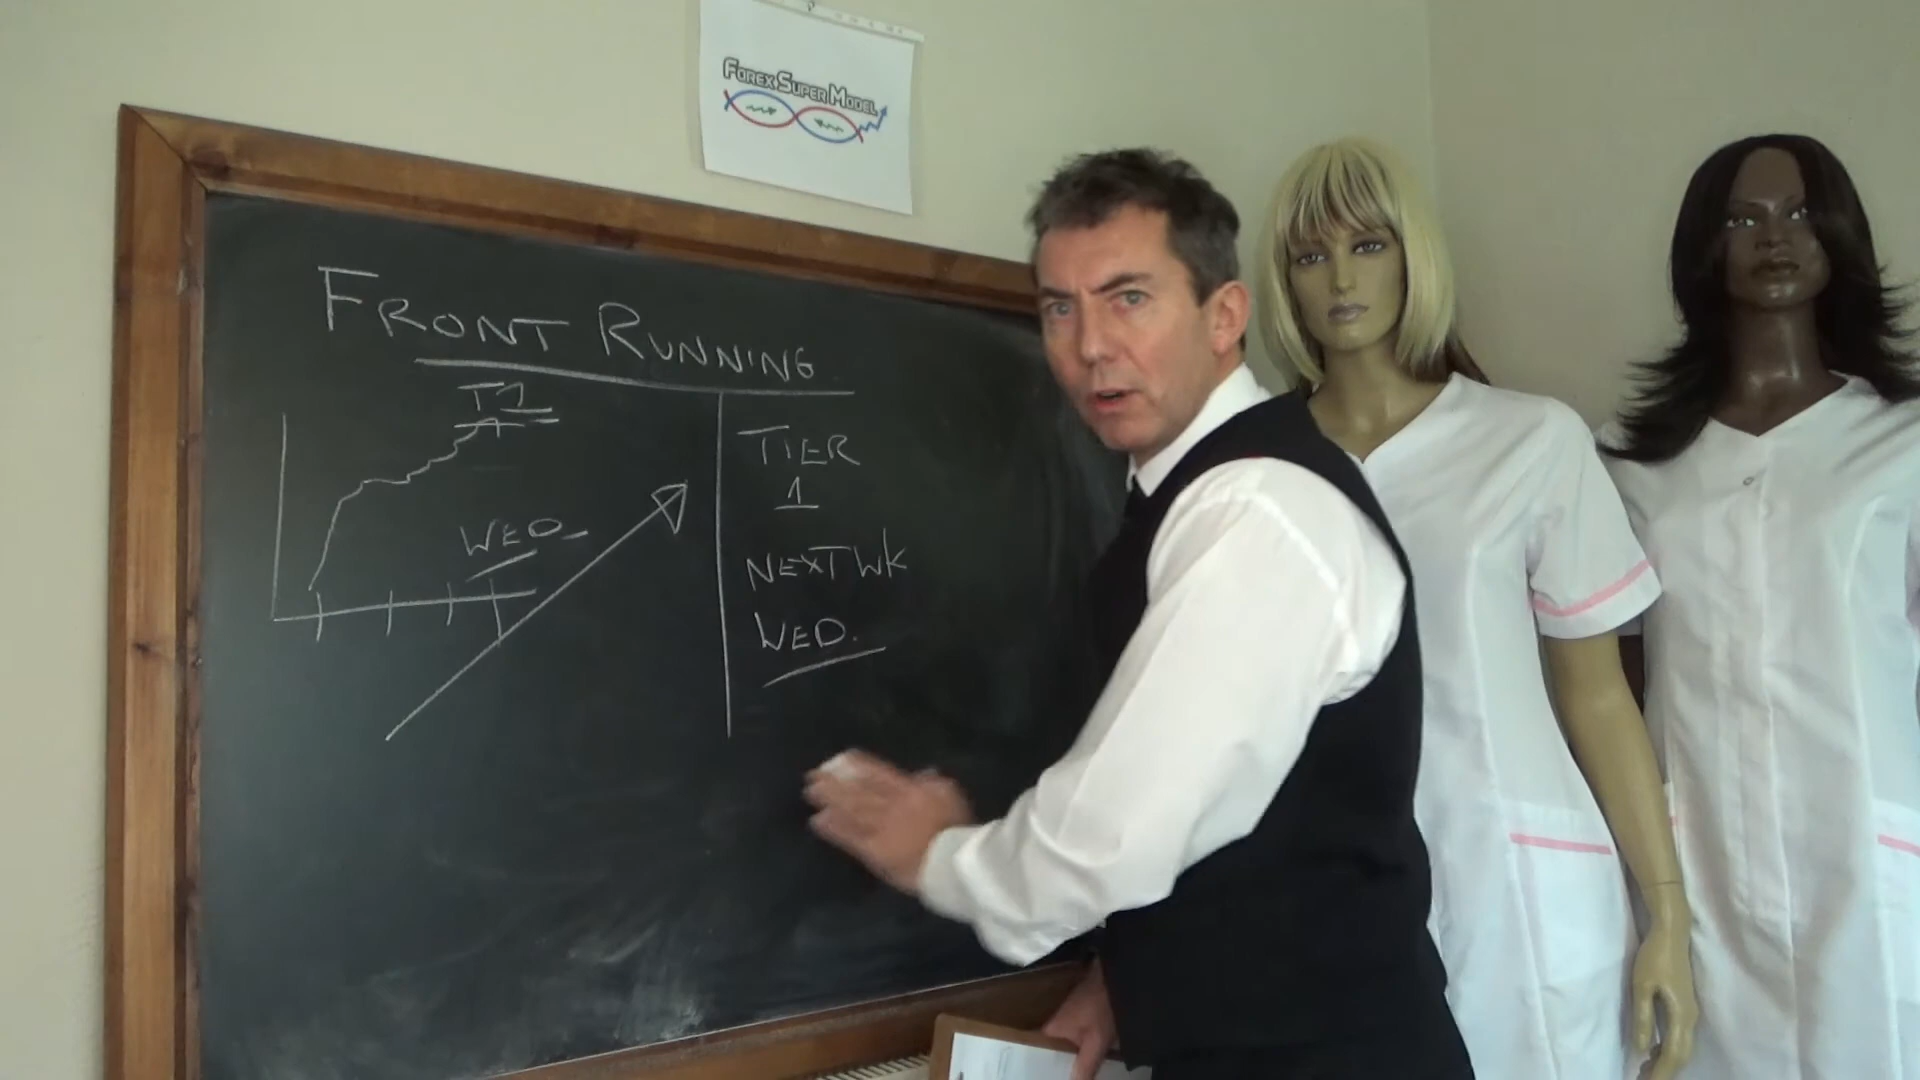 FOREX SUPER MODEL
FRONT RUNNING
T1
WED
TIER
1
NEXT WK
WED.